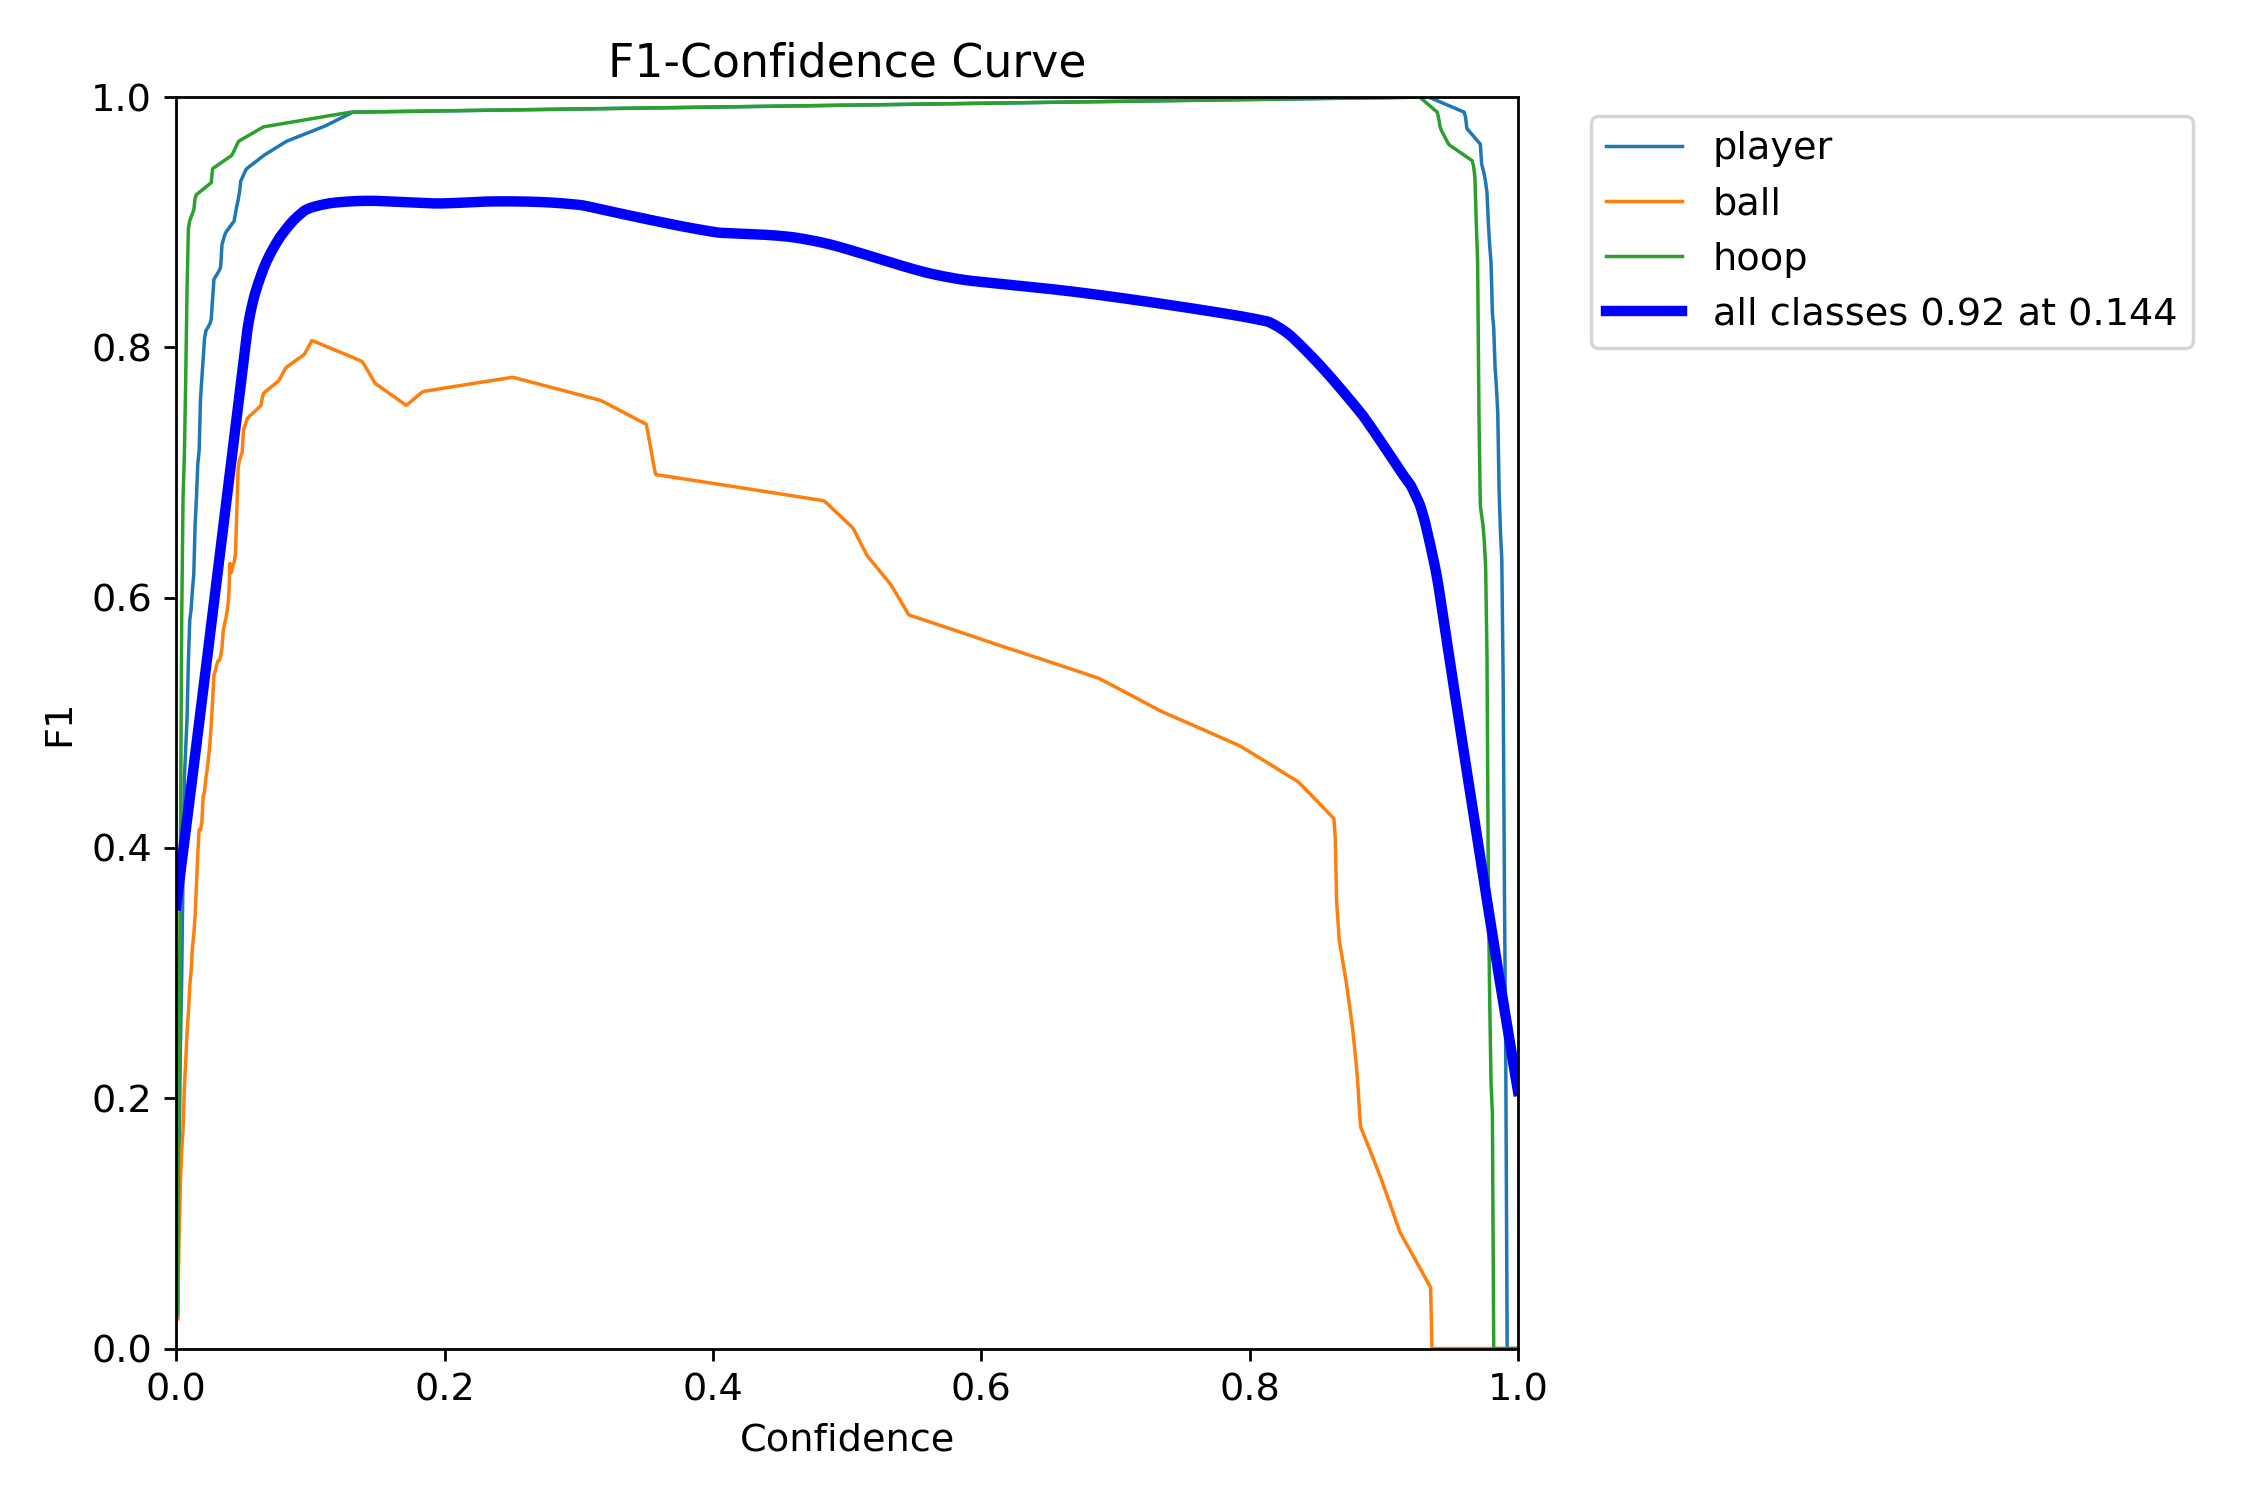 F1-Confidence Curve
1.0
0.8
0.6
0.4
0.2
0.0
F1
0.0 0.2 0.4 0.6 0.8 1.0
Confidence
player
ball
hoop
all classes 0.92 at 0.144